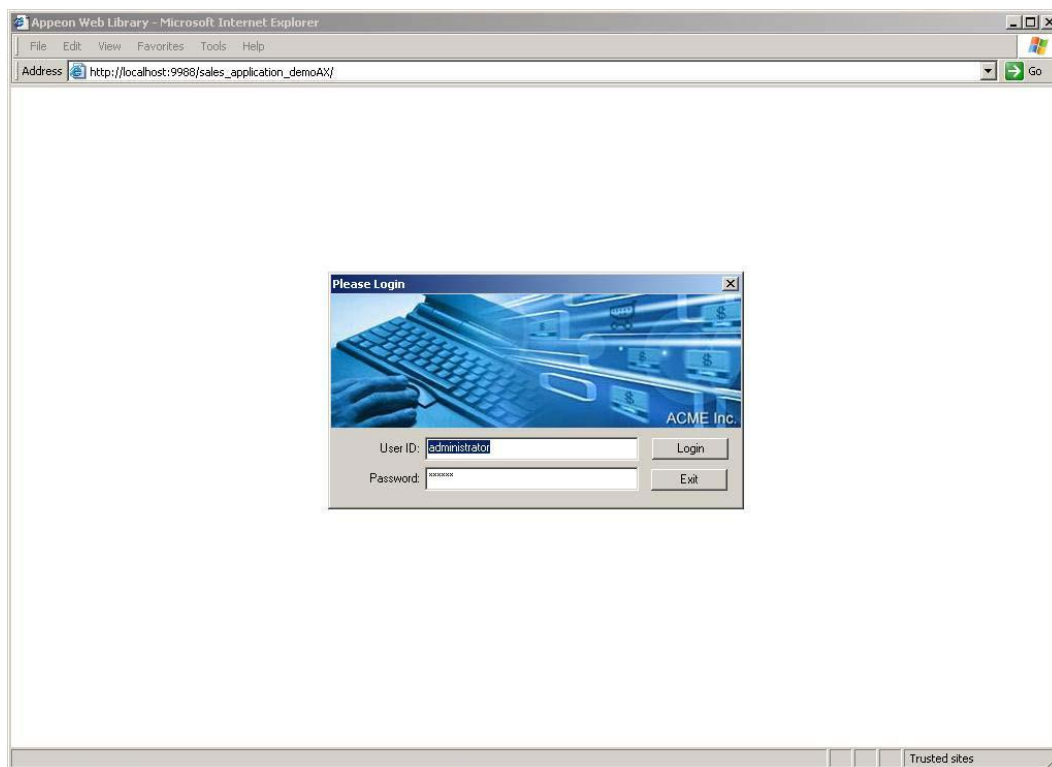 Appeon Web Library - Microsoft Internet Explorer
File Edit View Favorites Tools Help
Address http://localhost:9988/sales_application_demoAX/ Go
Please Login
$ $ $ $ $
ACME Inc.
User ID: administrator Login
Password: ****** Exit
Trusted sites